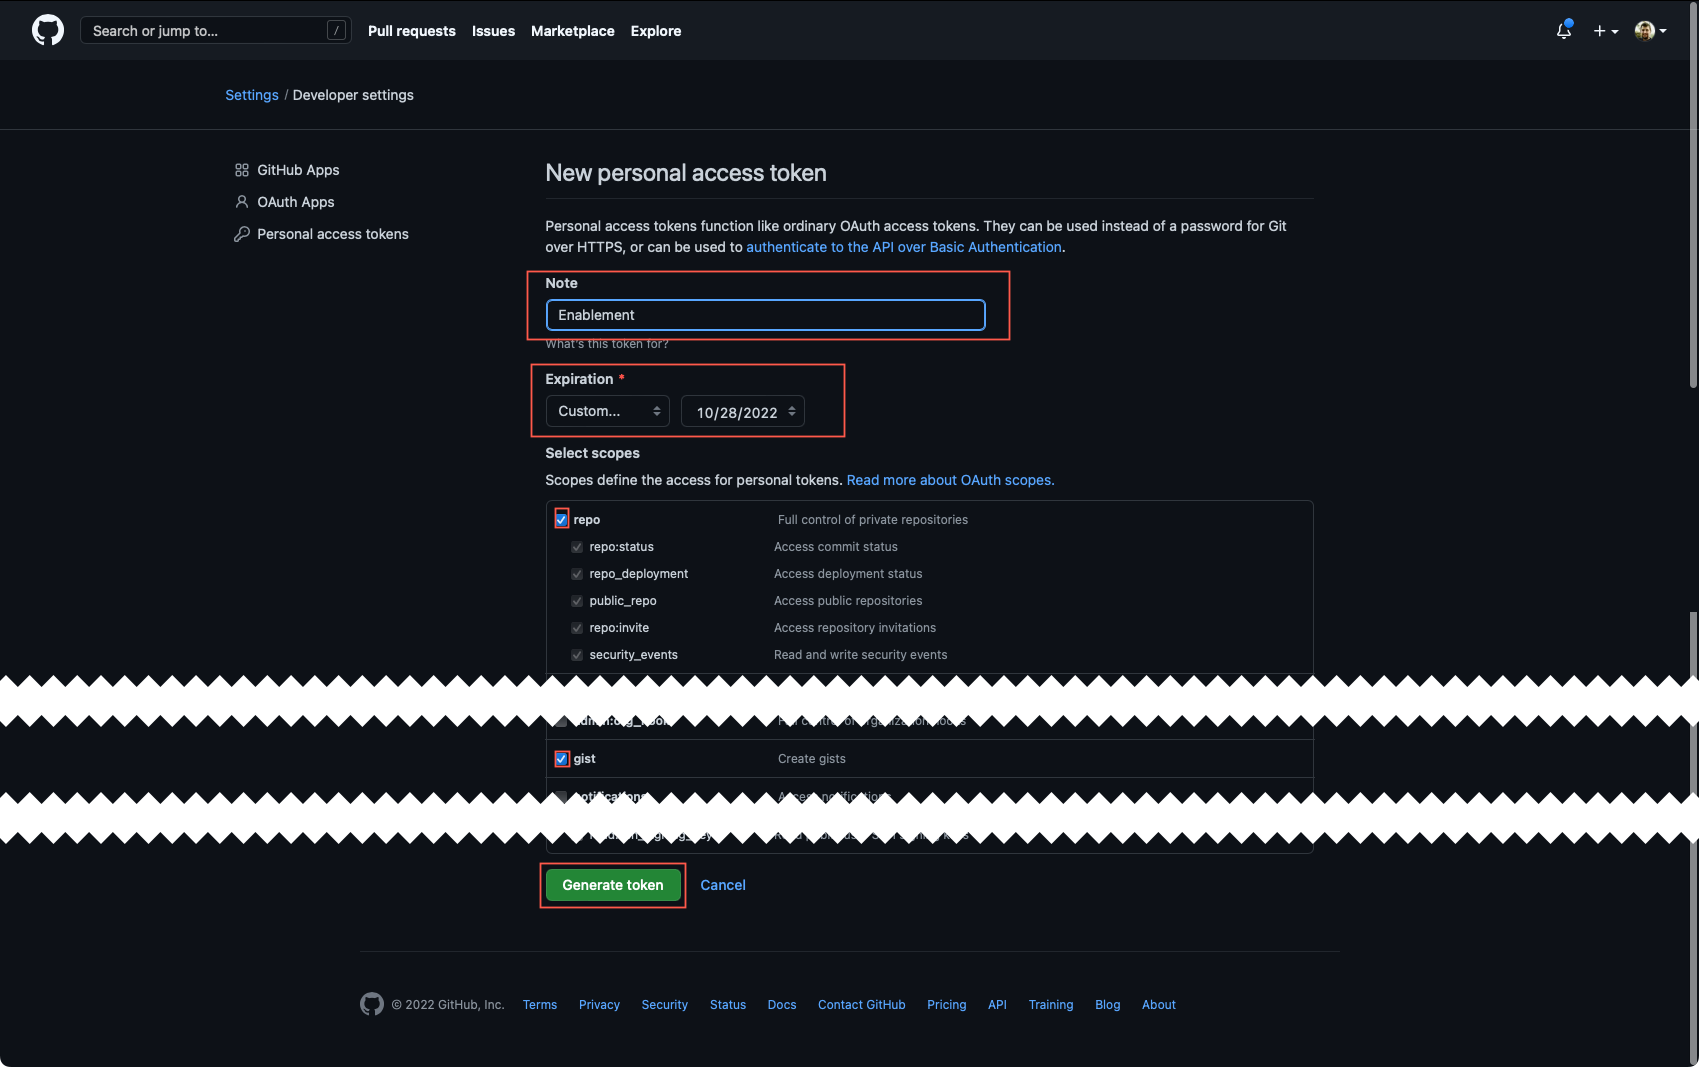 Search or jump to... /
Pull requests Issues Marketplace Explore
Settings / Developer settings
GitHub Apps
OAuth Apps
Personal access tokens
New personal access token
Personal access tokens function like ordinary OAuth access tokens. They can be used instead of a password for Git
over HTTPS, or can be used to authenticate to the API over Basic Authentication.
Note
Enablement
What's this token for?
Expiration *
Custom... 10/28/2022
Select scopes
Scopes define the access for personal tokens. Read more about OAuth scopes.
repo Full control of private repositories
repo:status Access commit status
repo_deployment Access deployment status
public_repo Access public repositories
repo:invite Access repository invitations
security_events Read and write security events
gist Create gists
notifications Access notifications
Generate token Cancel
© 2022 GitHub, Inc. Terms Privacy Security Status Docs Contact GitHub Pricing API Training Blog About